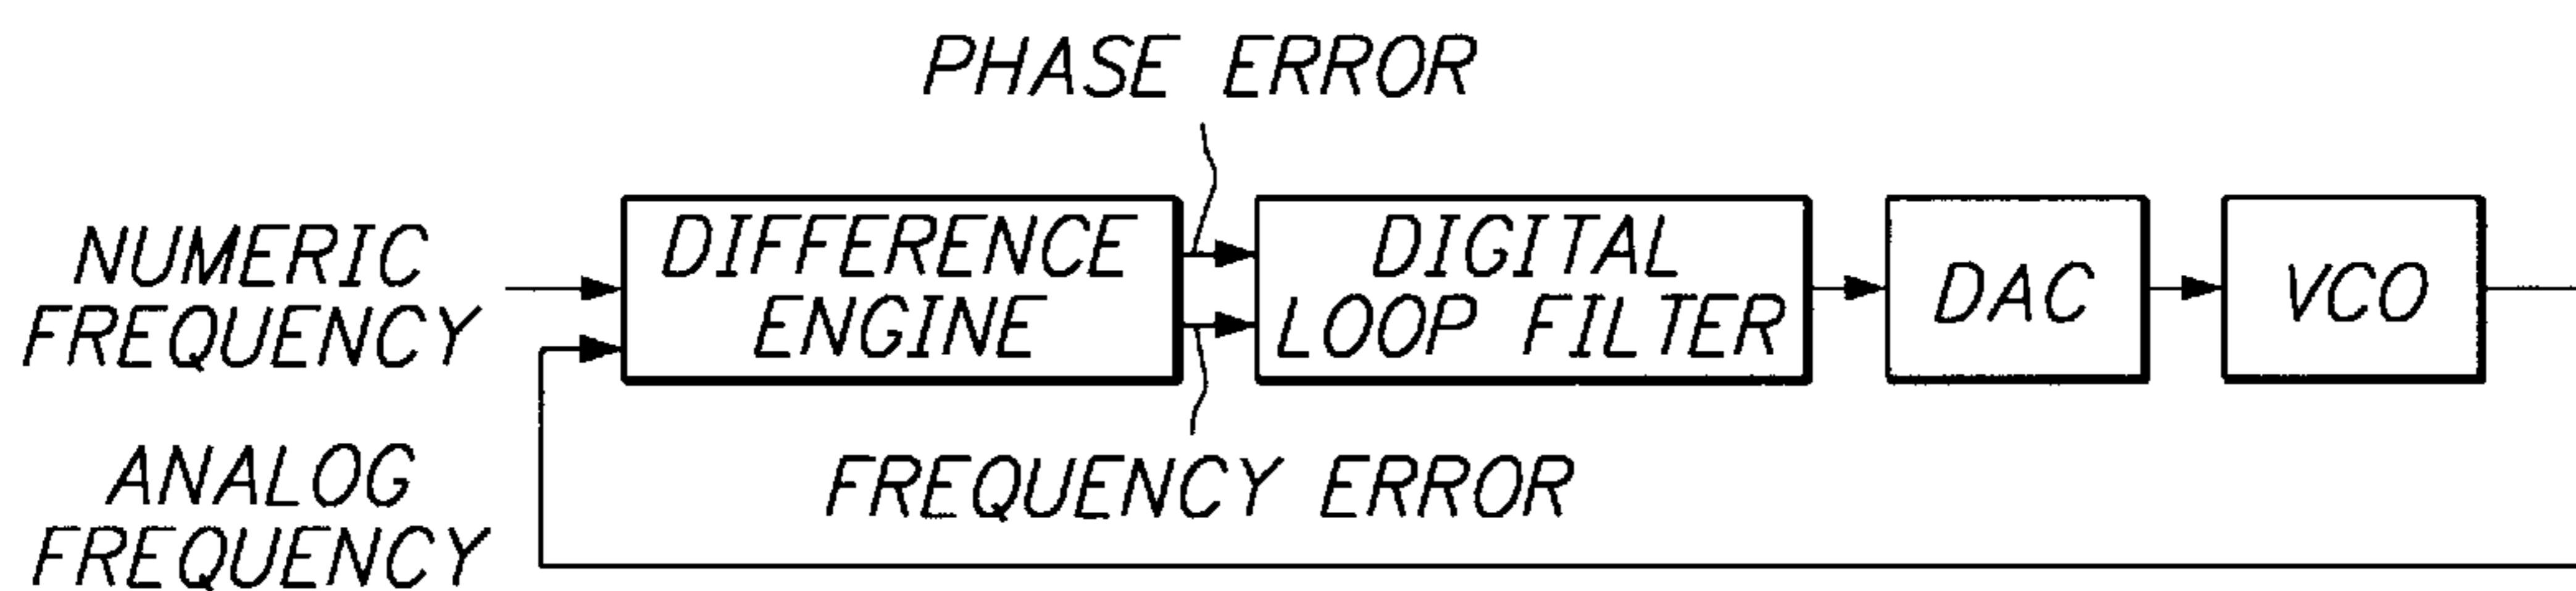 PHASE ERROR
NUMERIC
FREQUENCY
DIFFERENCE
ENGINE
DIGITAL
LOOP FILTER
DAC
VCO
ANALOG
FREQUENCY
FREQUENCY ERROR